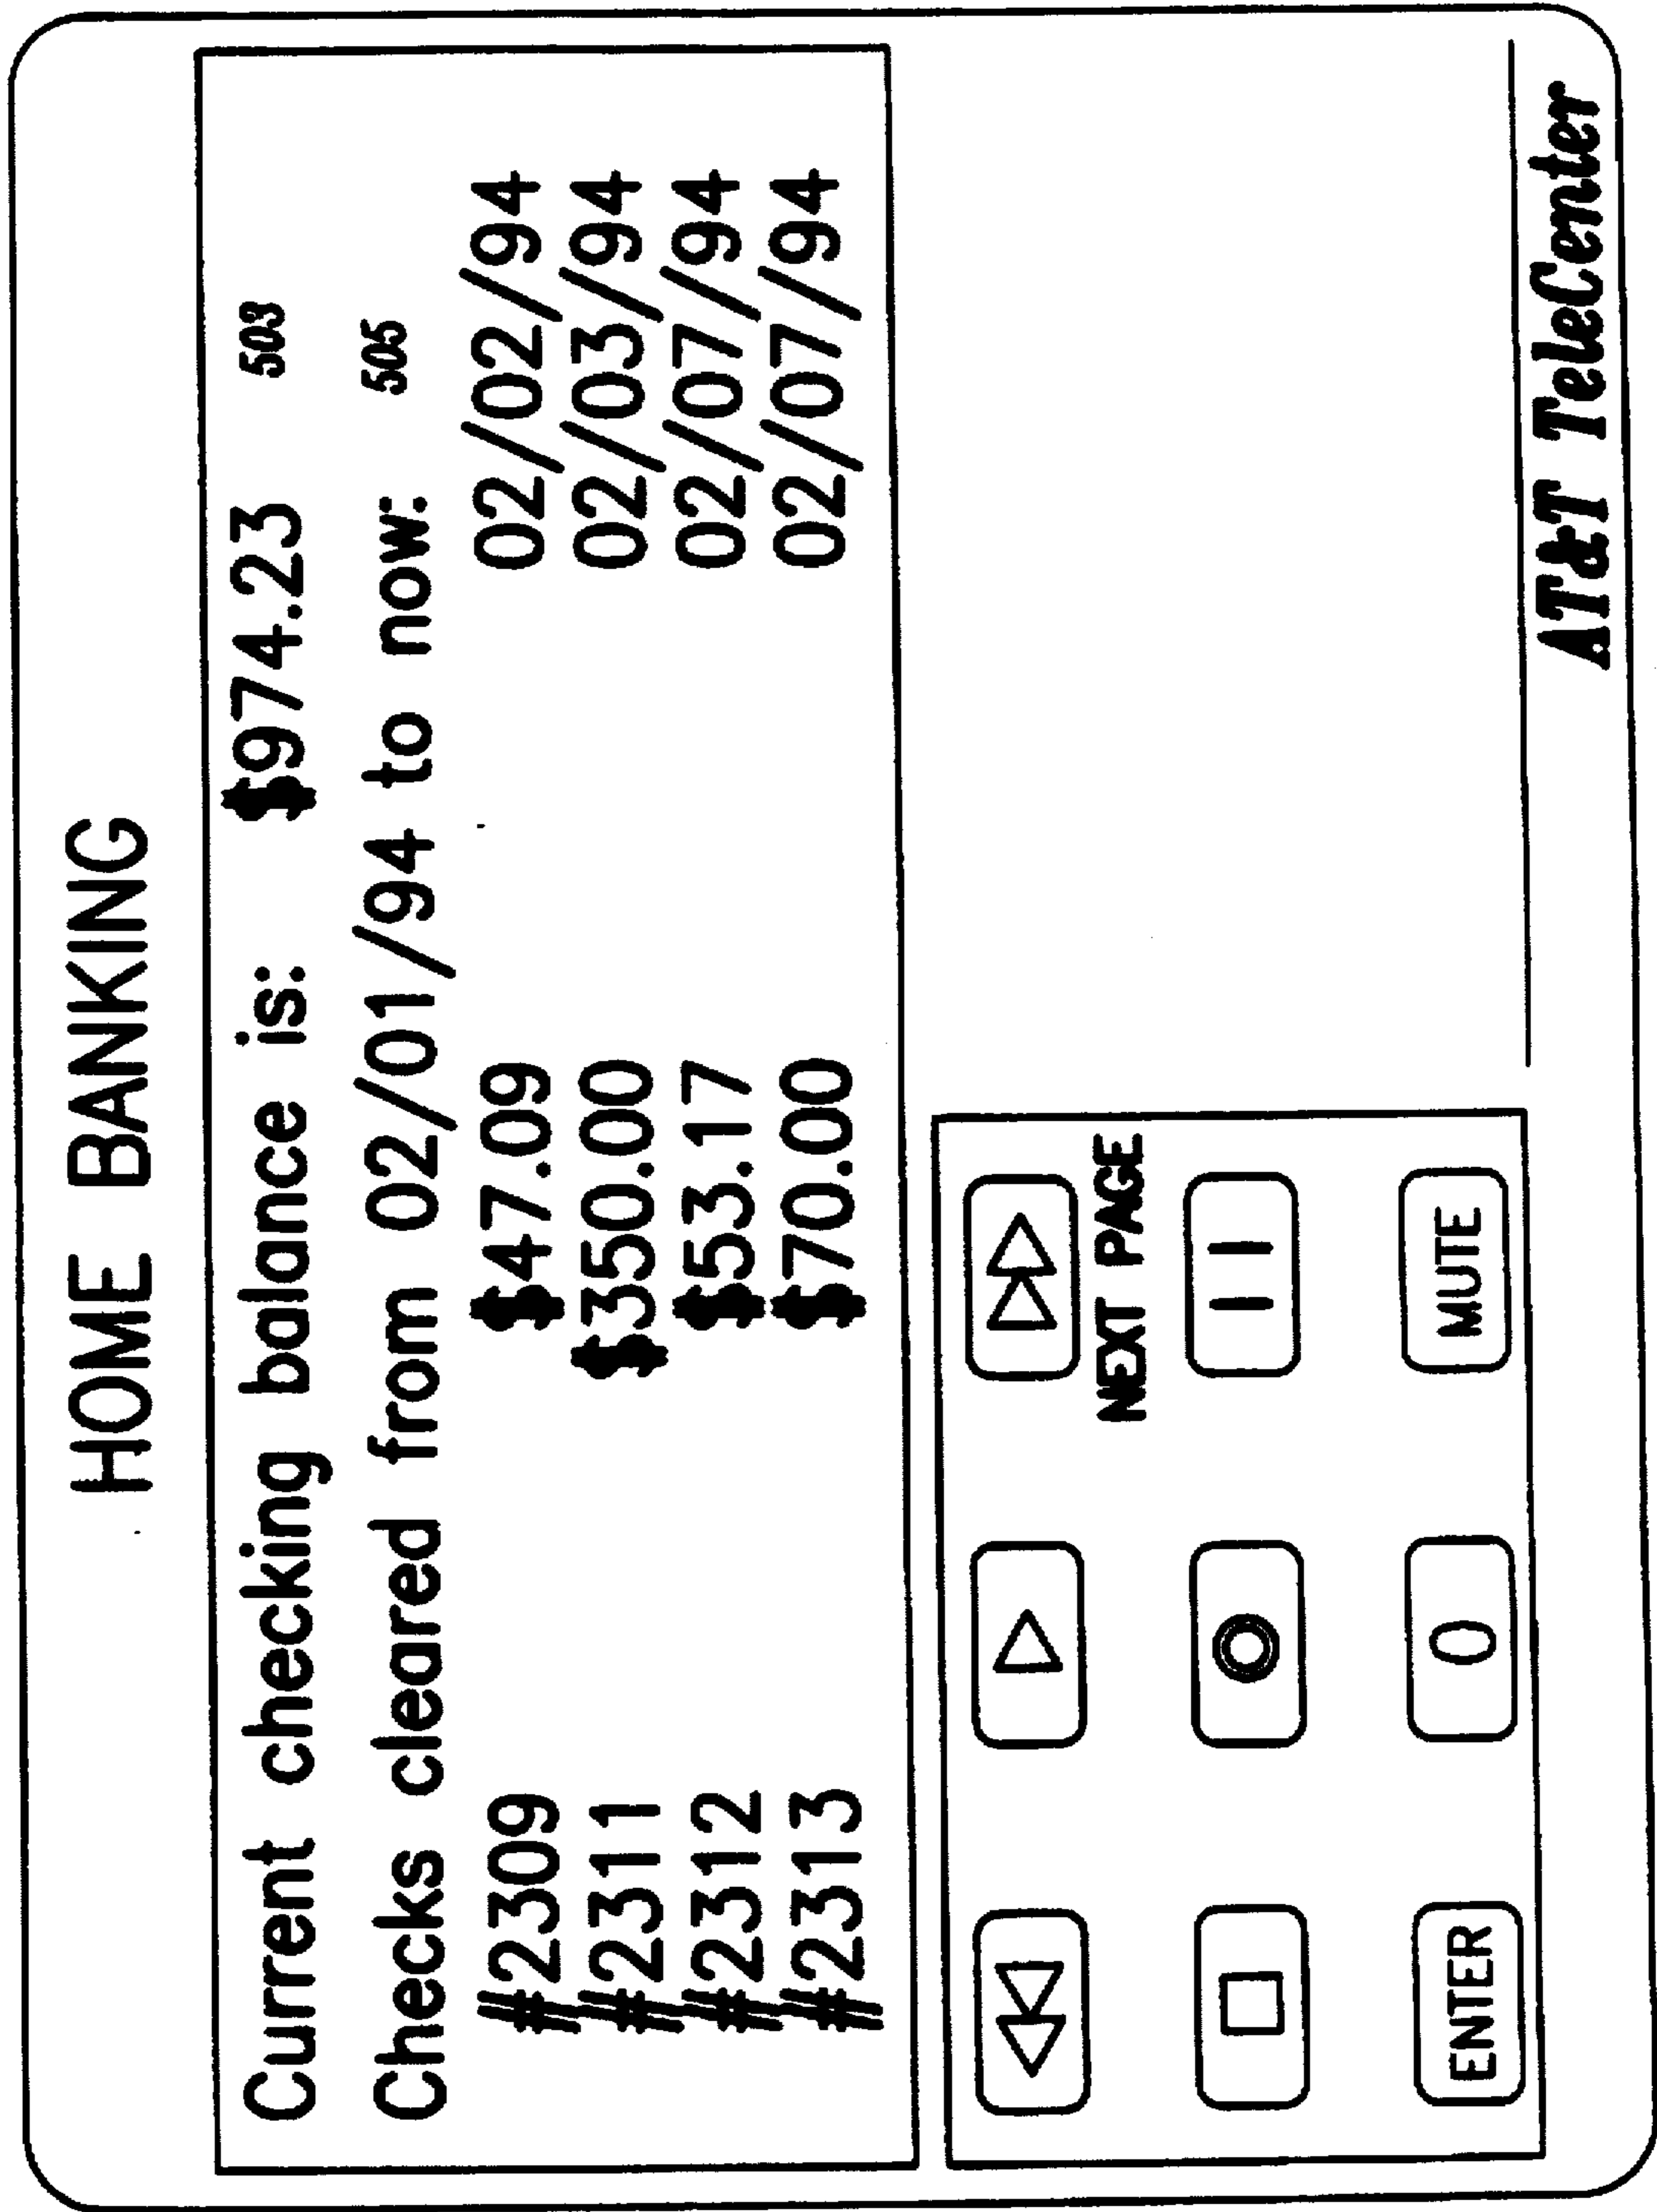 HOME BANKING
Current checking balance is: $974.23 503
Checks cleared from 02/01/94 to now: 505
#2309 $47.09 02/02/94
#2311 $350.00 02/03/94
#2312 $53.17 02/07/94
#2313 $70.00 02/07/94
NEXT PAGE
ENTER 0 MUTE
AT&T TeleCenter